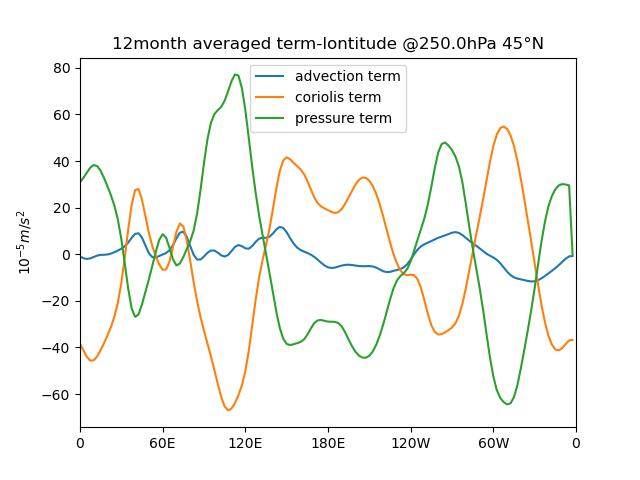 12month averaged term-lontitude @250.0hPa 45°N
advection term
coriolis term
pressure term
80
60
40
20
0
−20
−40
−60
10⁻⁵m/s²
0 60E 120E 180E 120W 60W 0